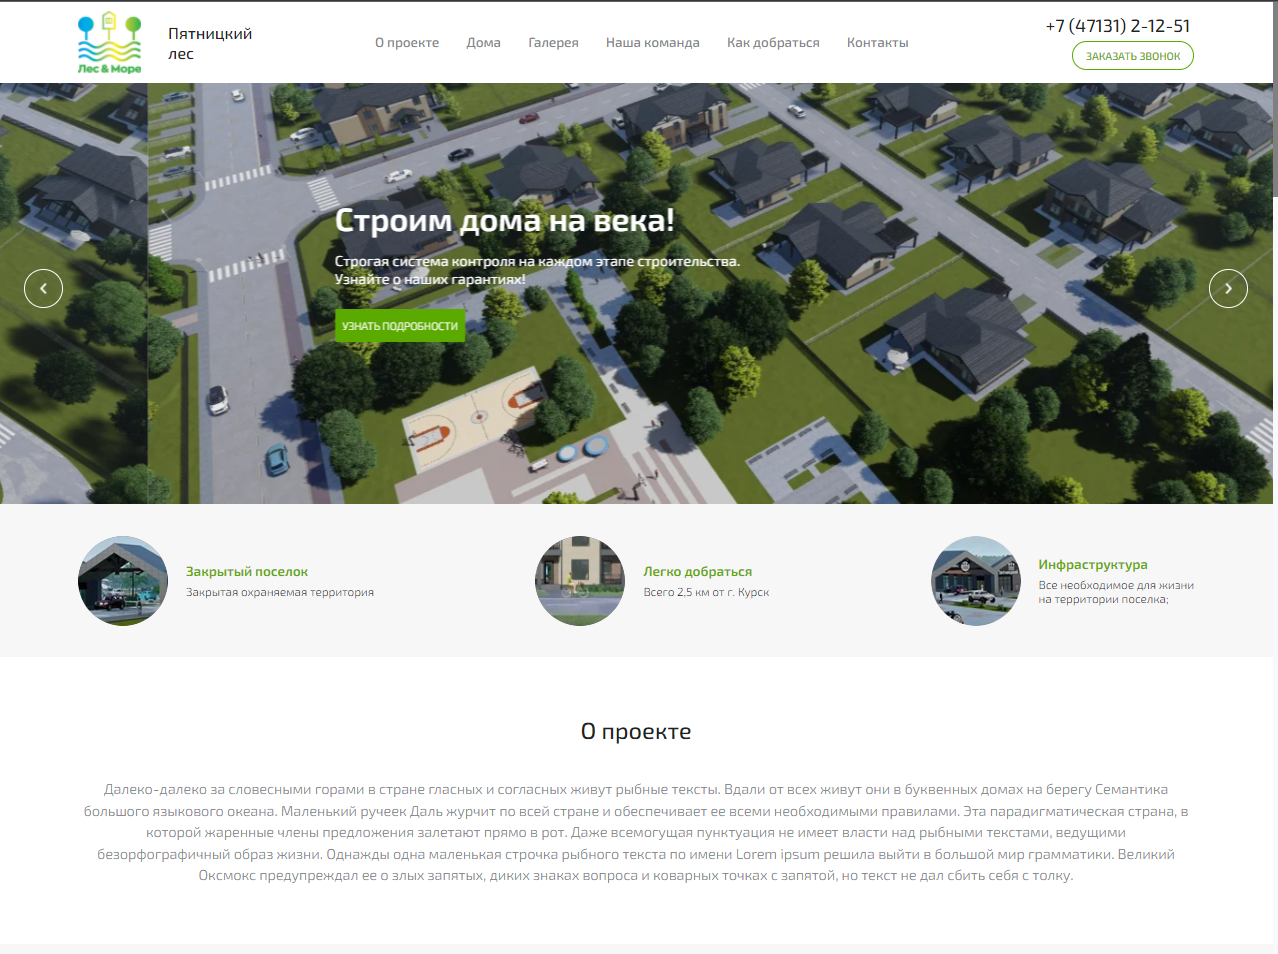 Лес & Море
Пятницкий
лес
О проекте
Дома
Галерея
Наша команда
Как добраться
Контакты
+7 (47131) 2-12-51
ЗАКАЗАТЬ ЗВОНОК
Строим дома на века!
Строгая система контроля на каждом этапе строительства.
Узнайте о наших гарантиях!
УЗНАТЬ ПОДРОБНОСТИ
Закрытый поселок
Закрытая охраняемая территория
Легко добраться
Всего 2,5 км от г. Курск
Инфраструктура
Все необходимое для жизни
на территории поселка;
О проекте
Далеко-далеко за словесными горами в стране гласных и согласных живут рыбные тексты. Вдали от всех живут они в буквенных домах на берегу Семантика
большого языкового океана. Маленький ручеек Даль журчит по всей стране и обеспечивает ее всеми необходимыми правилами. Эта парадигматическая страна, в
которой жаренные члены предложения залетают прямо в рот. Даже всемогущая пунктуация не имеет власти над рыбными текстами, ведущими
безорфографичный образ жизни. Однажды одна маленькая строчка рыбного текста по имени Lorem ipsum решила выйти в большой мир грамматики. Великий
Оксмокс предупреждал ее о злых запятых, диких знаках вопроса и коварных точках с запятой, но текст не дал сбить себя с толку.